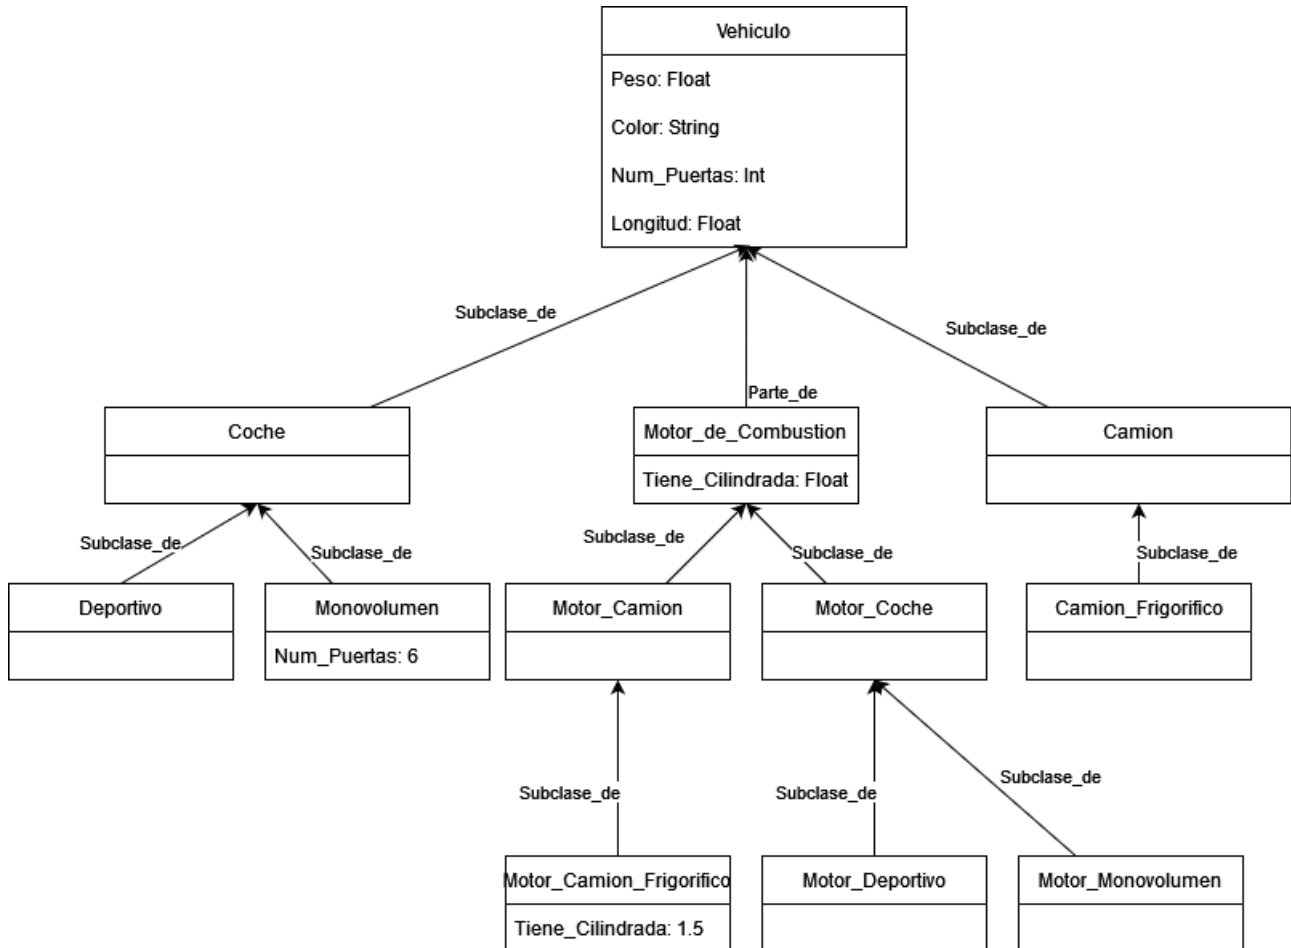 Vehiculo
Peso: Float
Color: String
Num_Puertas: Int
Longitud: Float
Subclase_de
Subclase_de
Parte_de
Coche
Motor_de_Combustion
Camion
Tiene_Cilindrada: Float
Subclase_de
Subclase_de
Subclase_de
Subclase_de
Subclase_de
Deportivo
Monovolumen
Motor_Camion
Motor_Coche
Camion_Frigorifico
Num_Puertas: 6
Subclase_de
Subclase_de
Subclase_de
Motor_Camion_Frigorifico
Motor_Deportivo
Motor_Monovolumen
Tiene_Cilindrada: 1.5